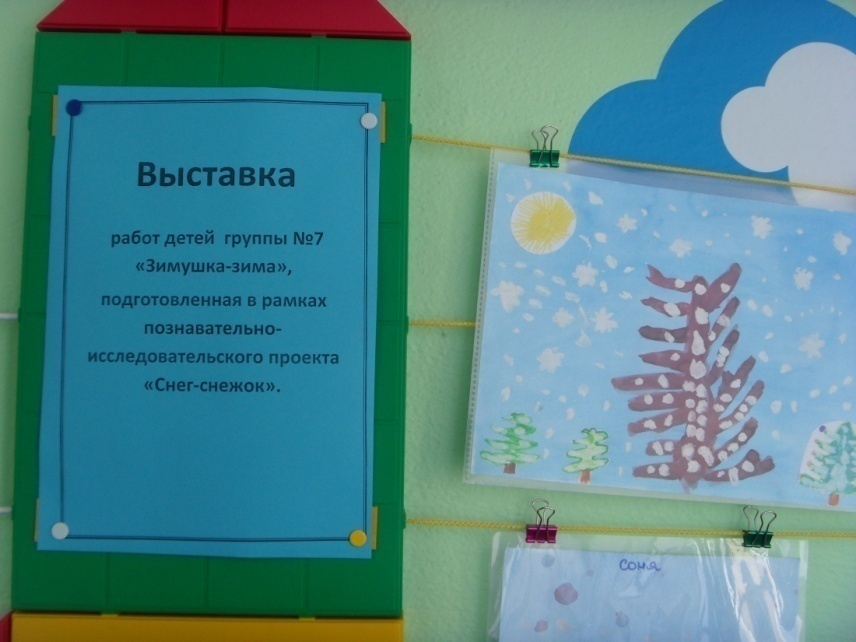 Выставка
работ детей группы №7
«Зимушка-зима»,
подготовленная в рамках
познавательно-
исследовательского проекта
«Снег-снежок».
Соня